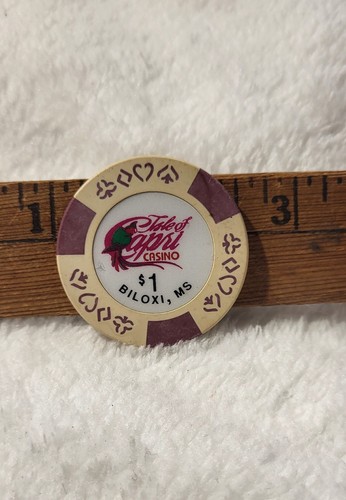 Isle of
Capri
CASINO
$1
BILOXI, MS
1
3